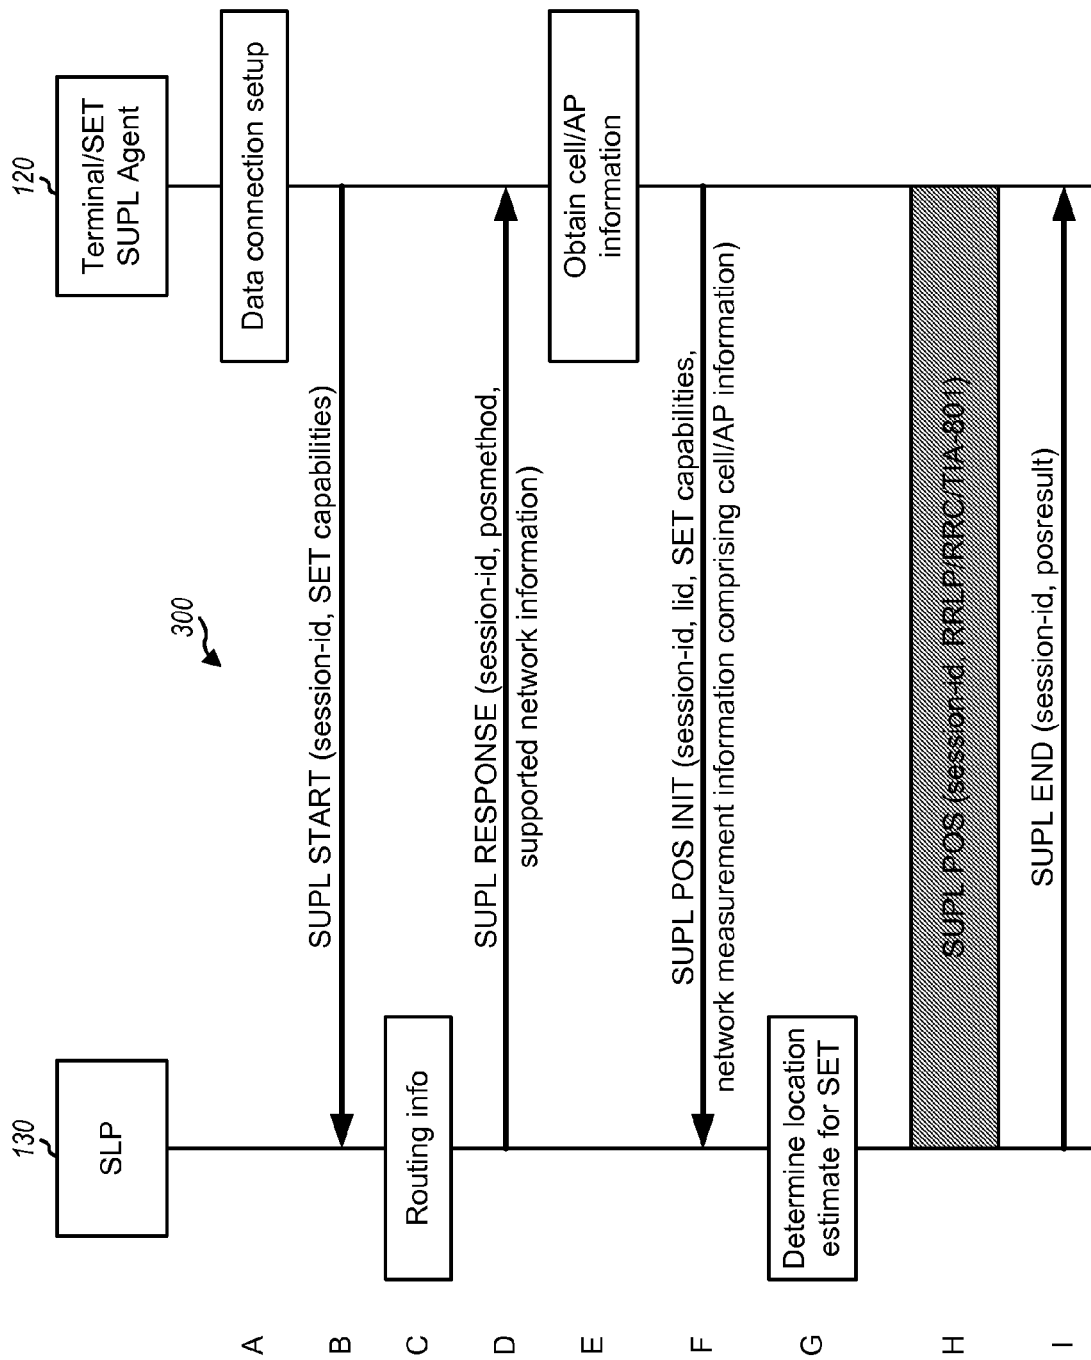 300
130
SLP
120
Terminal/SET
SUPL Agent
A
Data connection setup
B
SUPL START (session-id, SET capabilities)
C
Routing info
D
SUPL RESPONSE (session-id, posmethod,
supported network information)
E
Obtain cell/AP
information
F
SUPL POS INIT (session-id, lid, SET capabilities,
network measurement information comprising cell/AP information)
G
Determine location
estimate for SET
H
SUPL POS (session-id, RRLP/RRC/TIA-801)
I
SUPL END (session-id, posresult)